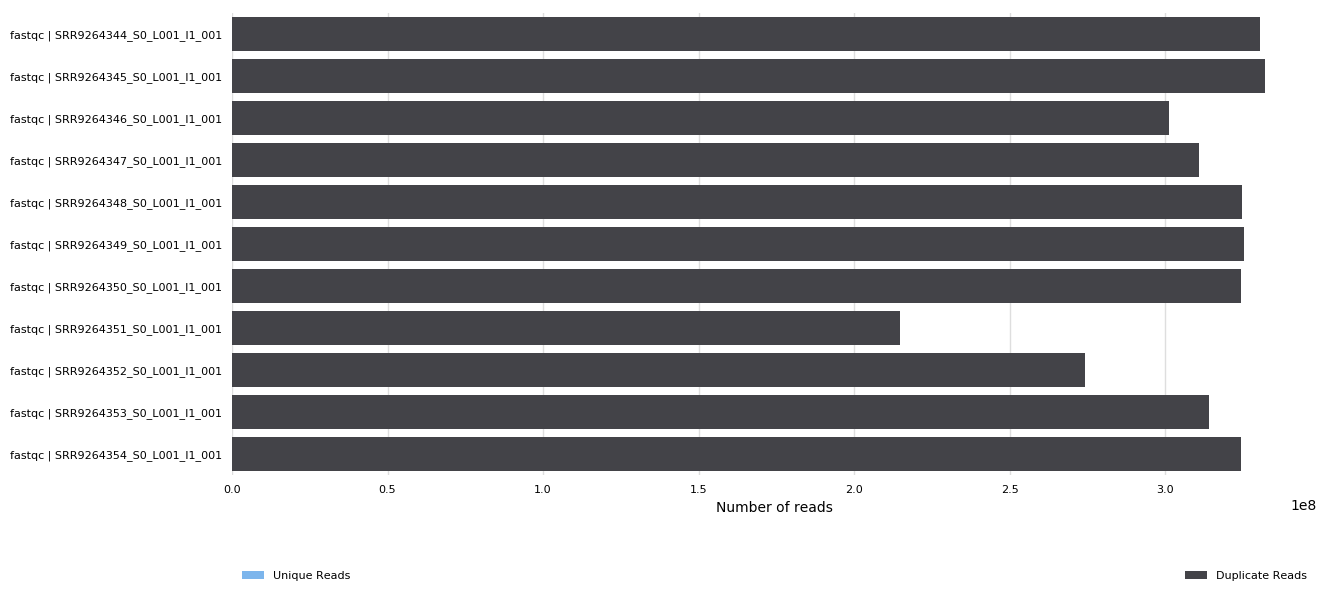 fastqc | SRR9264344_S0_L001_I1_001
fastqc | SRR9264345_S0_L001_I1_001
fastqc | SRR9264346_S0_L001_I1_001
fastqc | SRR9264347_S0_L001_I1_001
fastqc | SRR9264348_S0_L001_I1_001
fastqc | SRR9264349_S0_L001_I1_001
fastqc | SRR9264350_S0_L001_I1_001
fastqc | SRR9264351_S0_L001_I1_001
fastqc | SRR9264352_S0_L001_I1_001
fastqc | SRR9264353_S0_L001_I1_001
fastqc | SRR9264354_S0_L001_I1_001
0.0 0.5 1.0 1.5 2.0 2.5 3.0
Number of reads
1e8
Unique Reads
Duplicate Reads